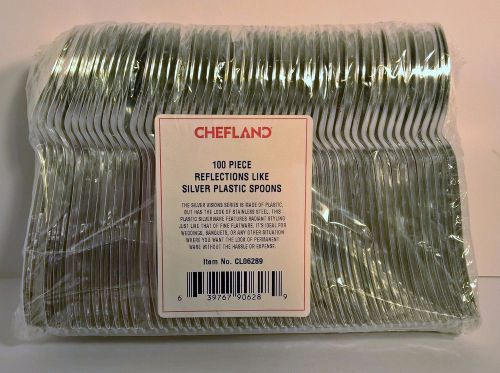 CHEFLAND
100 PIECE
REFLECTIONS LIKE
SILVER PLASTIC SPOONS
THE SILVER VISIONS SERIES IS MADE OF PLASTIC,
BUT HAS THE LOOK OF STAINLESS STEEL. THIS
PLASTIC SILVERWARE FEATURES RADIANT STYLING
JUST LIKE THAT OF FINE FLATWARE. IT'S IDEAL FOR
WEDDINGS, BANQUETS, OR ANY OTHER SITUATION
WHERE YOU WANT THE LOOK OF PERMANENT
WARE WITHOUT THE HASSLE OR EXPENSE.
Item No. CL06289
6 39767 90628 9